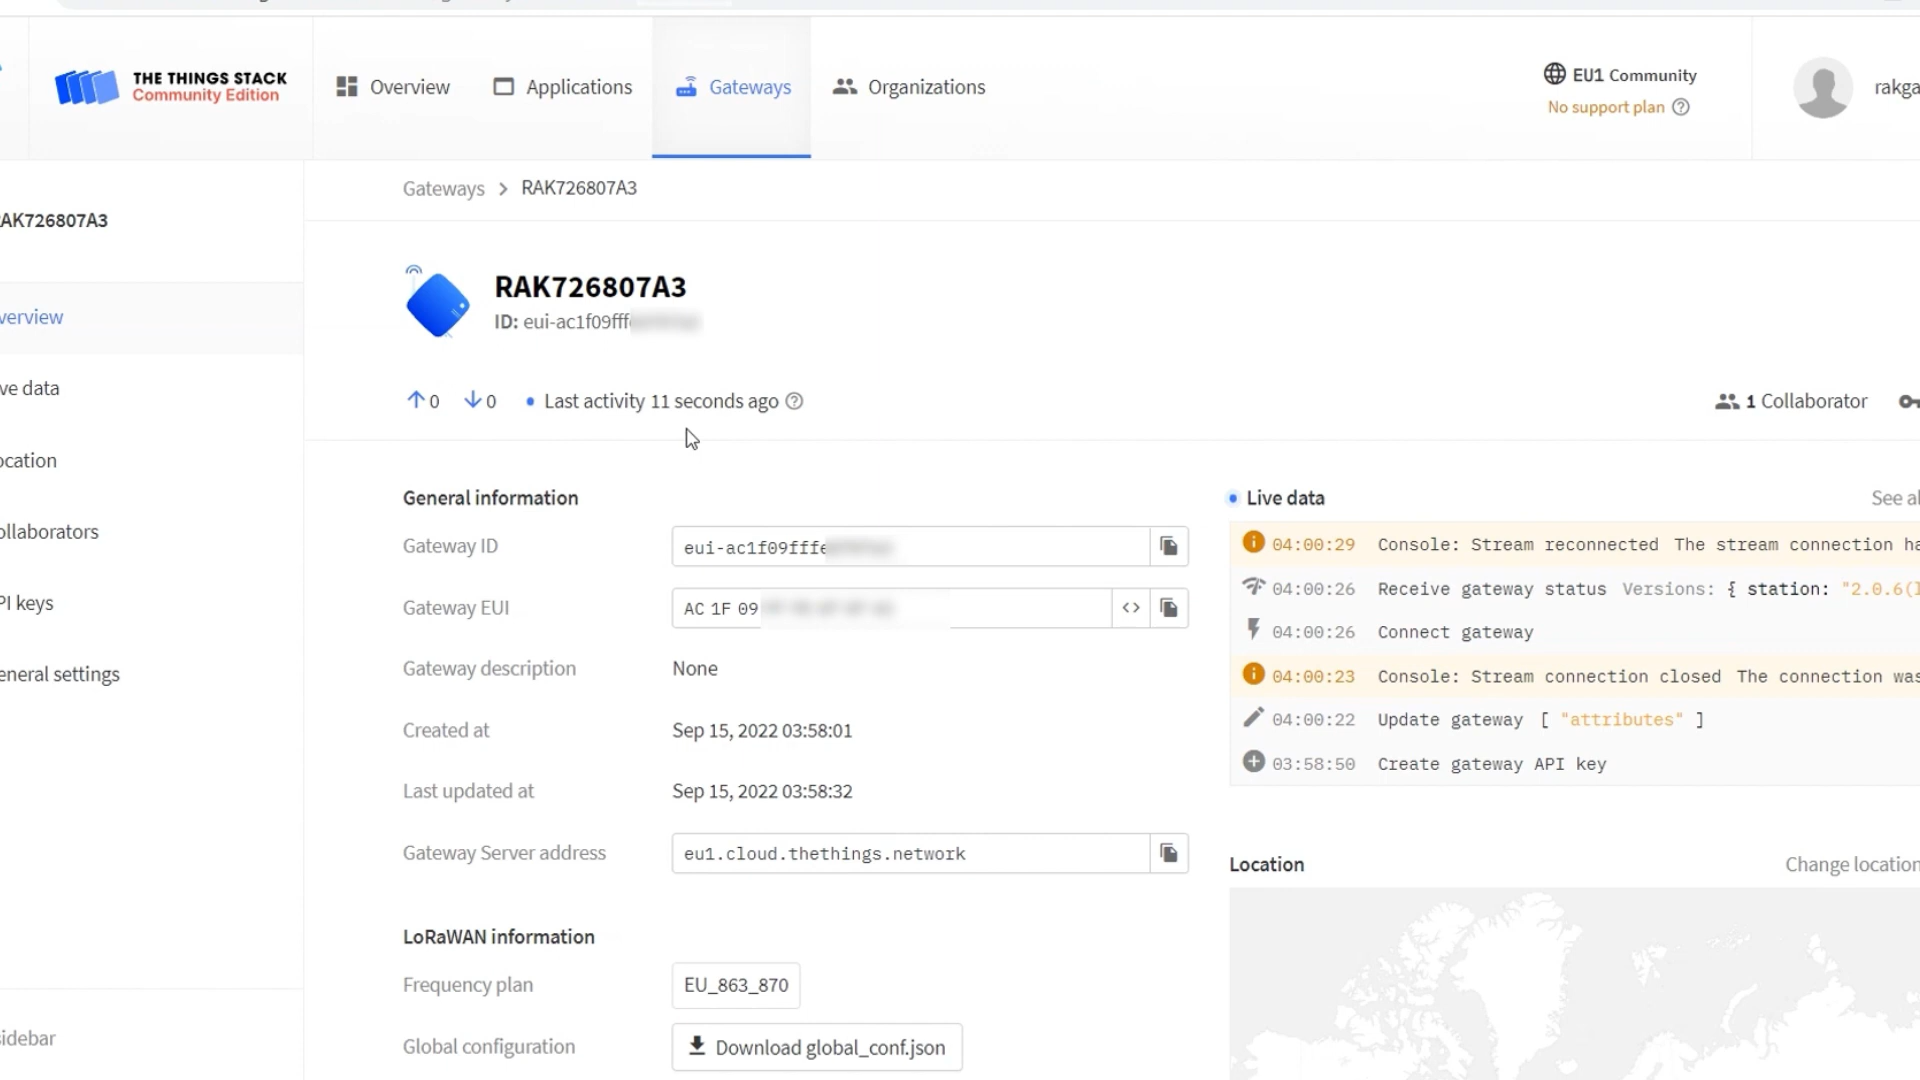 THE THINGS STACK
Community Edition
Overview
Applications
Gateways
Organizations
EU1 Community
No support plan
rakga
Gateways > RAK726807A3
AK726807A3
verview
ve data
ocation
ollaborators
PI keys
eneral settings
idebar
RAK726807A3
ID: eui-ac1f09fff
0
0
Last activity 11 seconds ago
1 Collaborator
General information
Gateway ID
eui-ac1f09fffe
Gateway EUI
AC 1F 09
<>
Gateway description
None
Created at
Sep 15, 2022 03:58:01
Last updated at
Sep 15, 2022 03:58:32
Gateway Server address
eu1.cloud.thethings.network
LoRaWAN information
Frequency plan
EU_863_870
Global configuration
Download global_conf.json
Live data
See al
04:00:29 Console: Stream reconnected The stream connection ha
04:00:26 Receive gateway status Versions: { station: "2.0.6(
04:00:26 Connect gateway
04:00:23 Console: Stream connection closed The connection was
04:00:22 Update gateway [ "attributes" ]
03:58:50 Create gateway API key
Location
Change location